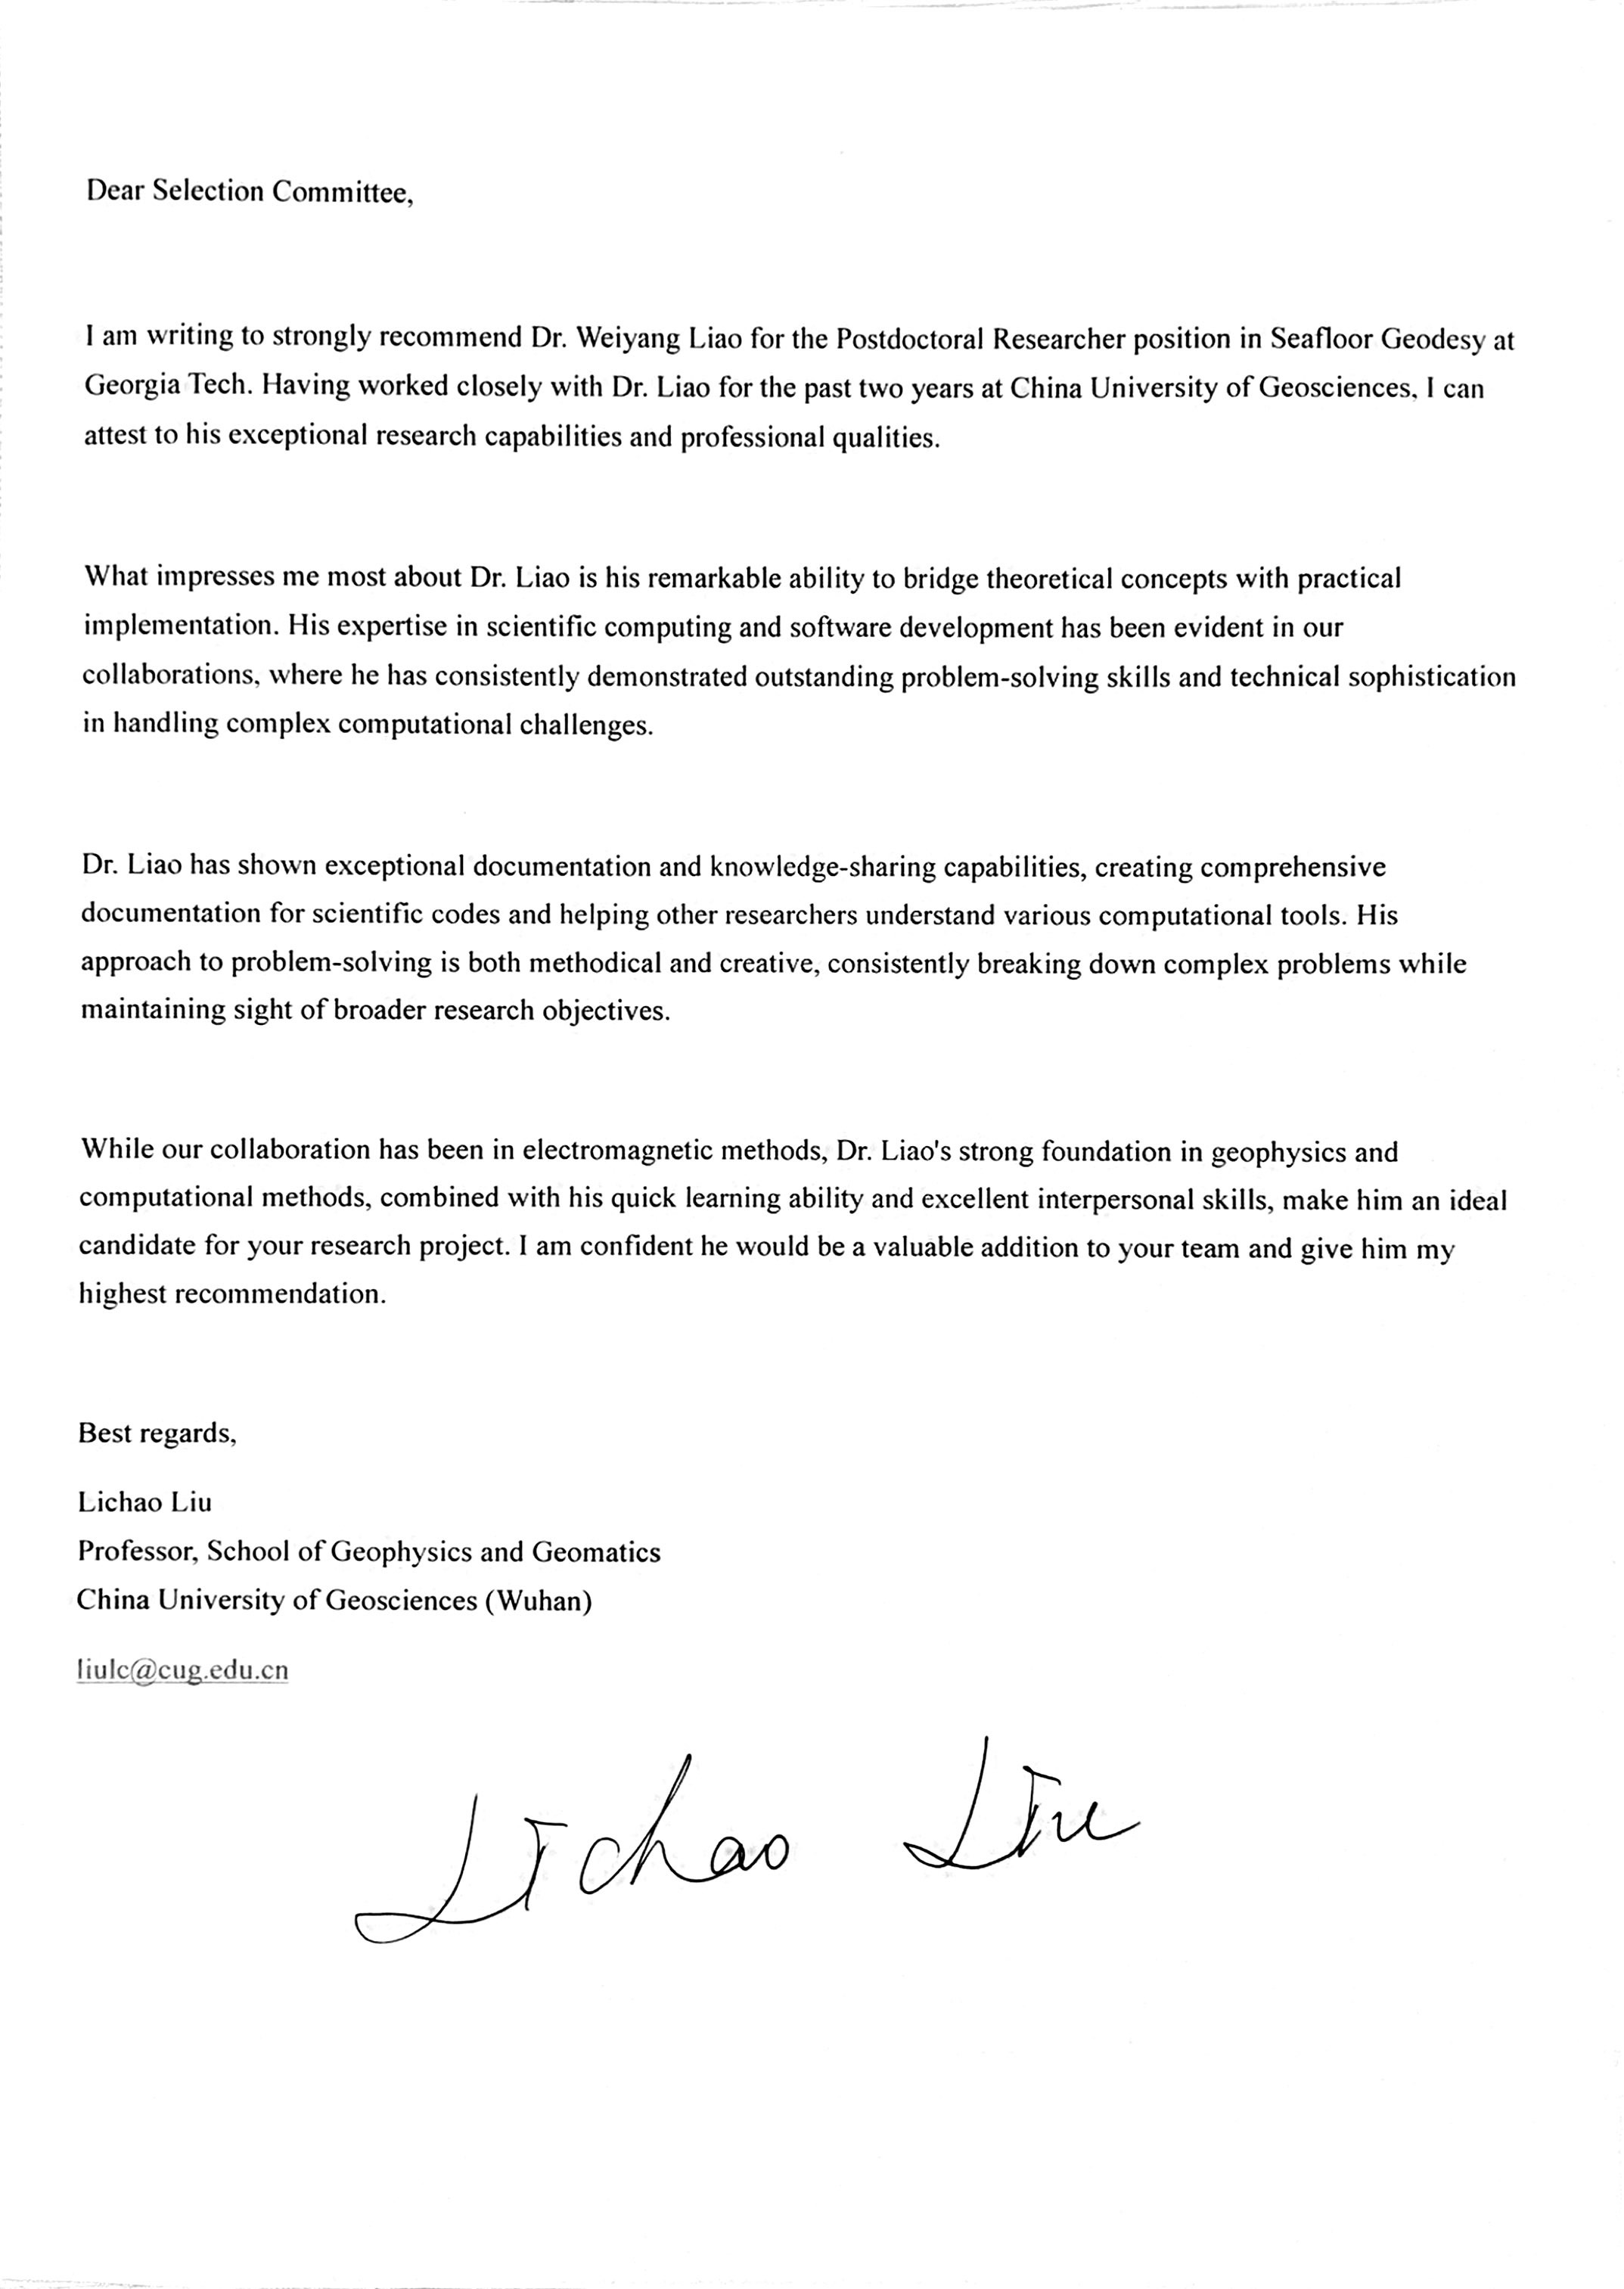 Dear Selection Committee,
I am writing to strongly recommend Dr. Weiyang Liao for the Postdoctoral Researcher position in Seafloor Geodesy at
Georgia Tech. Having worked closely with Dr. Liao for the past two years at China University of Geosciences, I can
attest to his exceptional research capabilities and professional qualities.
What impresses me most about Dr. Liao is his remarkable ability to bridge theoretical concepts with practical
implementation. His expertise in scientific computing and software development has been evident in our
collaborations, where he has consistently demonstrated outstanding problem-solving skills and technical sophistication
in handling complex computational challenges.
Dr. Liao has shown exceptional documentation and knowledge-sharing capabilities, creating comprehensive
documentation for scientific codes and helping other researchers understand various computational tools. His
approach to problem-solving is both methodical and creative, consistently breaking down complex problems while
maintaining sight of broader research objectives.
While our collaboration has been in electromagnetic methods, Dr. Liao's strong foundation in geophysics and
computational methods, combined with his quick learning ability and excellent interpersonal skills, make him an ideal
candidate for your research project. I am confident he would be a valuable addition to your team and give him my
highest recommendation.
Best regards,
Lichao Liu
Professor, School of Geophysics and Geomatics
China University of Geosciences (Wuhan)
liulc@cug.edu.cn
Lichao Liu